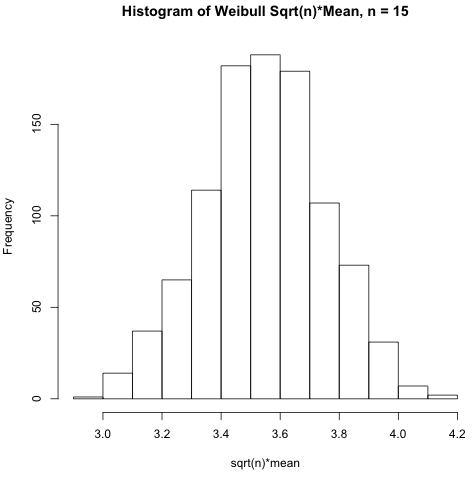 Histogram of Weibull Sqrt(n)*Mean, n = 15
Frequency
150
100
50
0
3.0 3.2 3.4 3.6 3.8 4.0 4.2
sqrt(n)*mean